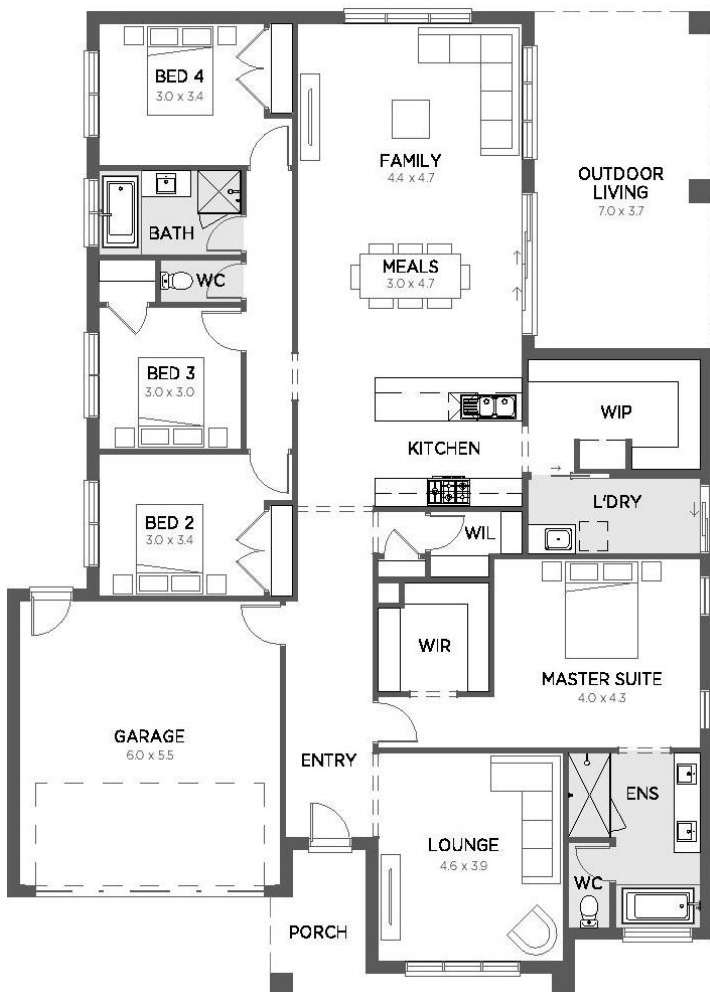 BED 4
3.0 x 3.4
FAMILY
4.4 x 4.7
OUTDOOR
LIVING
7.0 x 3.7
BATH
MEALS
3.0 x 4.7
WC
BED 3
3.0 x 3.0
WIP
KITCHEN
L'DRY
BED 2
3.0 x 3.4
WIL
WIR
MASTER SUITE
4.0 x 4.3
GARAGE
6.0 x 5.5
ENTRY
ENS
LOUNGE
4.6 x 3.9
WC
PORCH